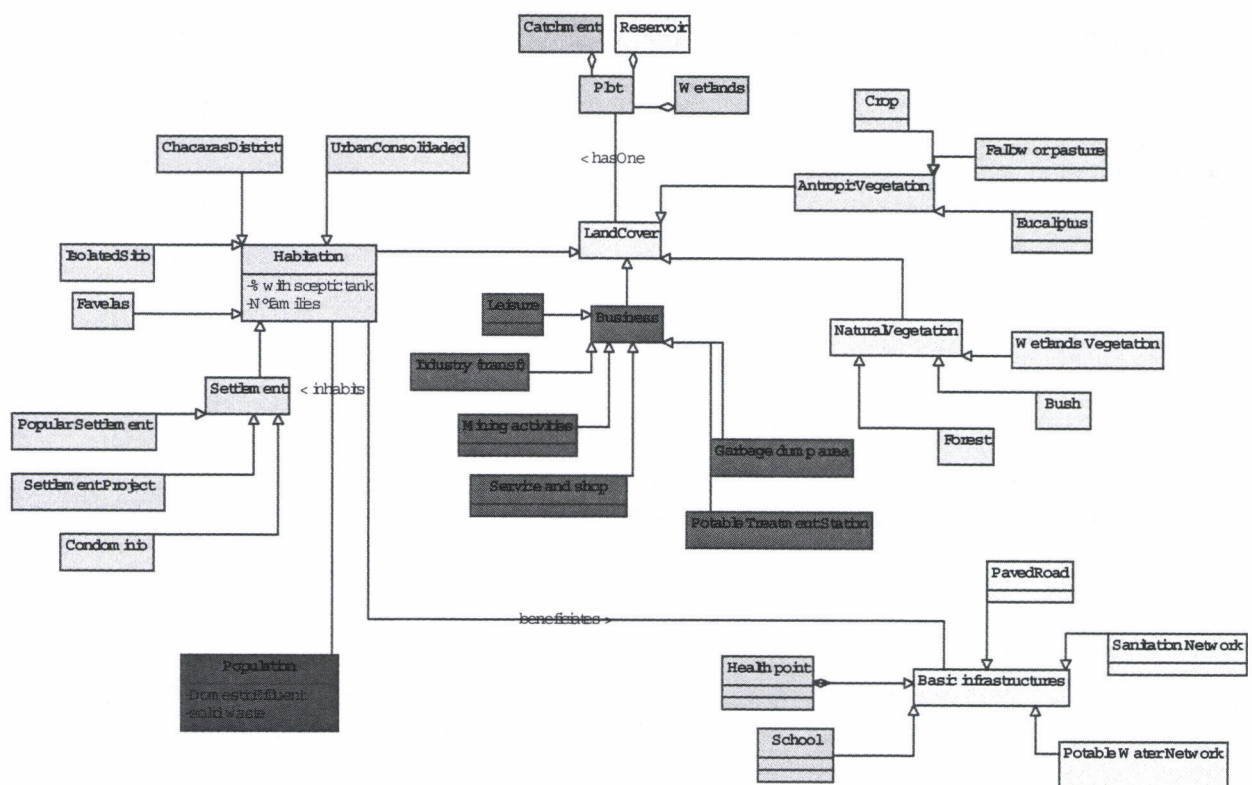 Catchment
Reservoir
Plot
Wetlands
Crop
Fallow or pasture
ChacarasDistrict
UrbanConsolidaded
< hasOne
AntropicVegetation
Eucaliptus
LandCover
IsolatedSitio
Habitation
-% with sceptic tank
-Nº families
Favelas
Leisure
Business
NaturalVegetation
Wetlands Vegetation
Industry (transf)
Settlement
< inhabits
Bush
PopularSettlement
Mining activities
Forest
Garbage dump area
SettlementProject
Service and shop
PotableTreatmentStation
Condominio
PavedRoad
beneficiates >
Sanitation Network
Population
-DomesticEffluent
-solid waste
Health point
Basic infrastructures
School
PotableWaterNetwork